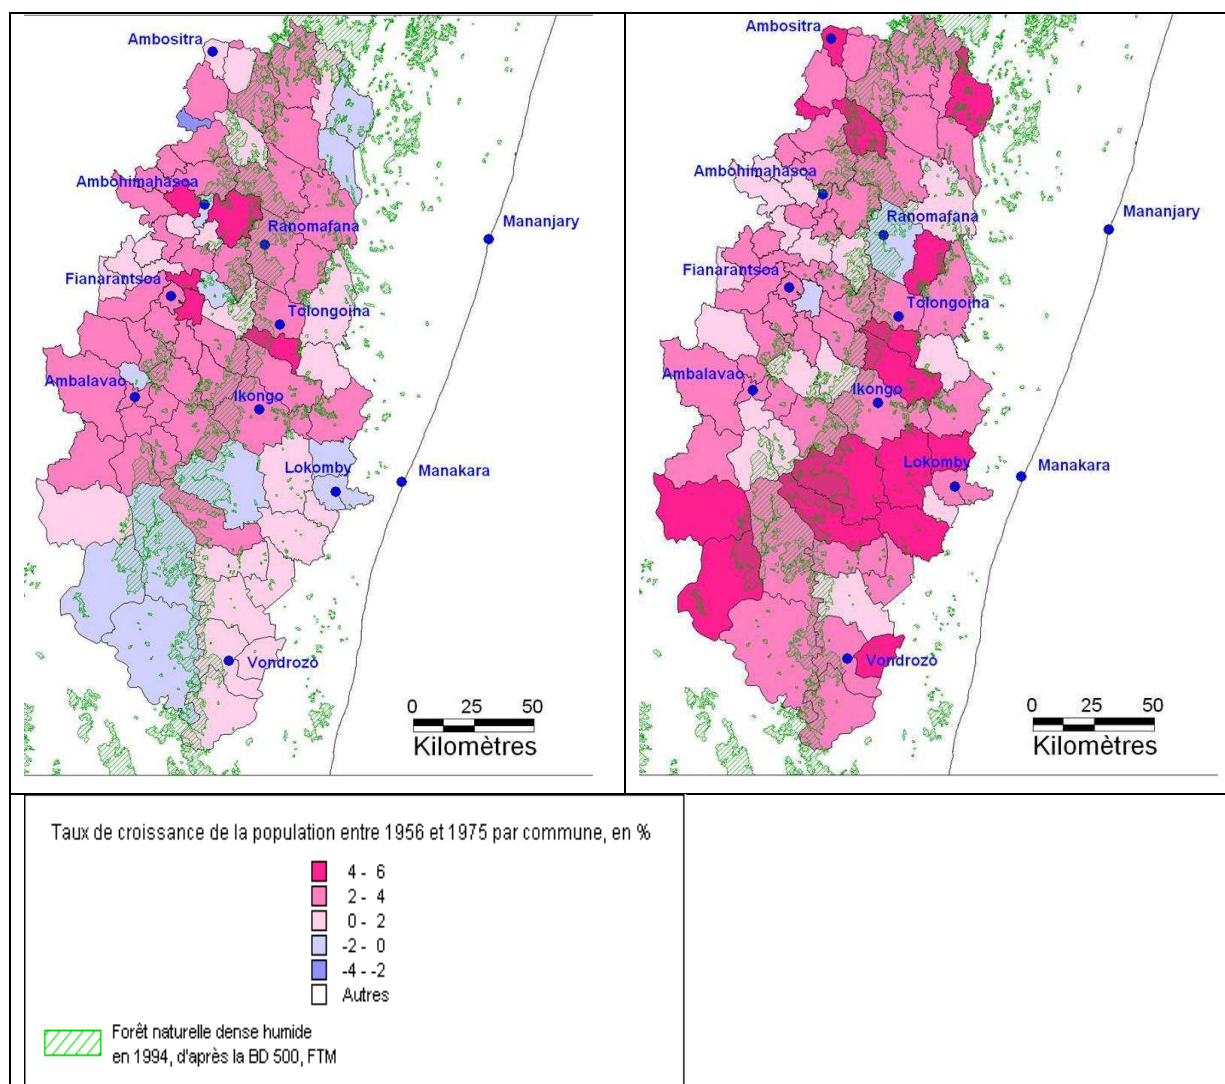 Ambositra
Ambohimahasoa
Ranomafana
Mananjary
Fianarantsoa
Tolongoina
Ambalavao
Ikongo
Lokomby
Manakara
Vondrozo
0 25 50
Kilomètres
Ambositra
Ambohimahasoa
Ranomafana
Mananjary
Fianarantsoa
Tolongoina
Ambalavao
Ikongo
Lokomby
Manakara
Vondrozo
0 25 50
Kilomètres
Taux de croissance de la population entre 1956 et 1975 par commune, en %
4 - 6
2 - 4
0 - 2
-2 - 0
-4 - -2
Autres
Forêt naturelle dense humide
en 1994, d'après la BD 500, FTM